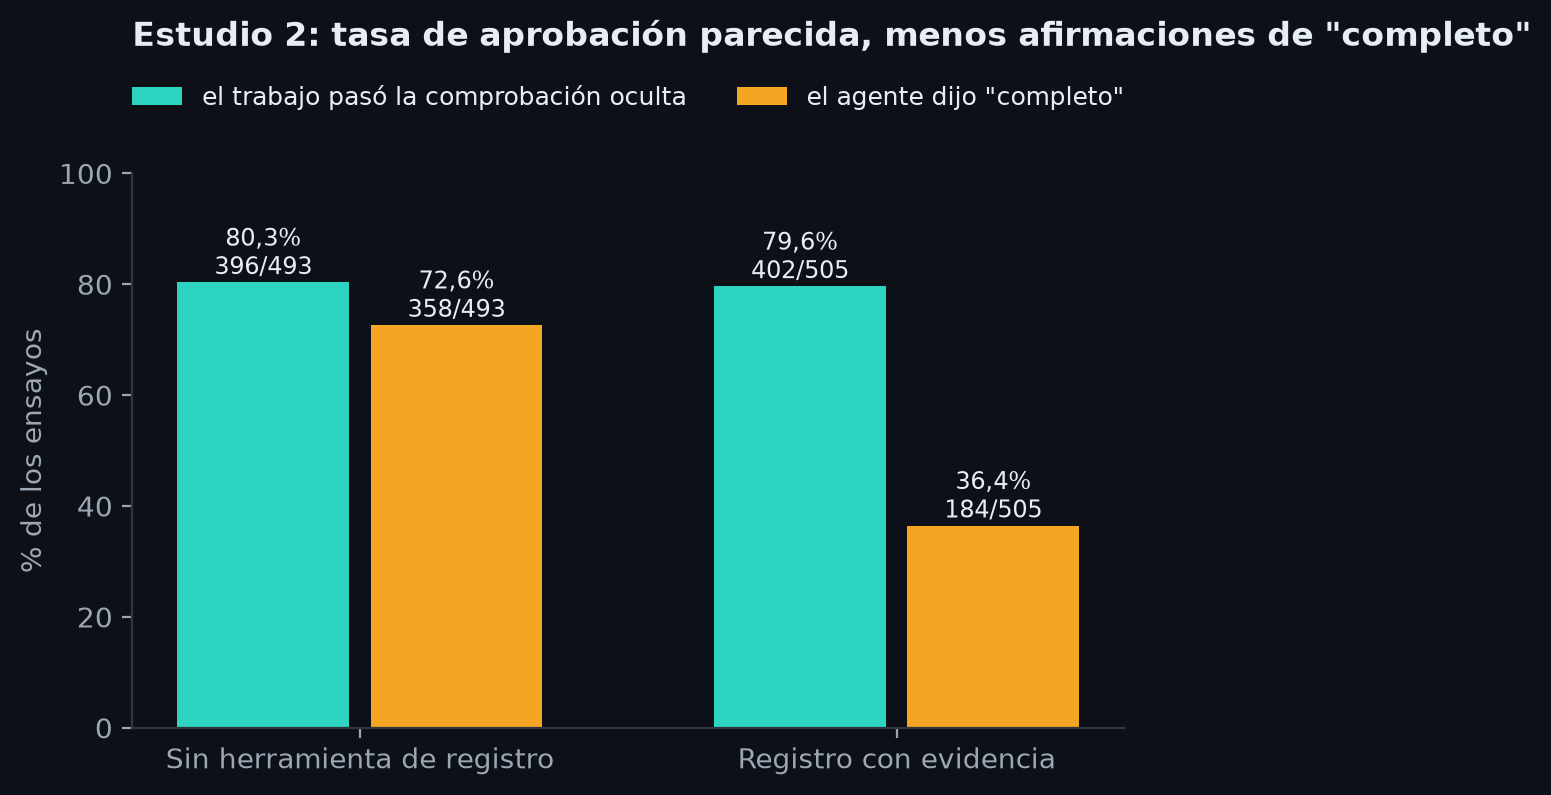 Estudio 2: tasa de aprobación parecida, menos afirmaciones de "completo"
el trabajo pasó la comprobación oculta
el agente dijo "completo"
% de los ensayos
100
80
60
40
20
0
80,3%
396/493
72,6%
358/493
79,6%
402/505
36,4%
184/505
Sin herramienta de registro
Registro con evidencia